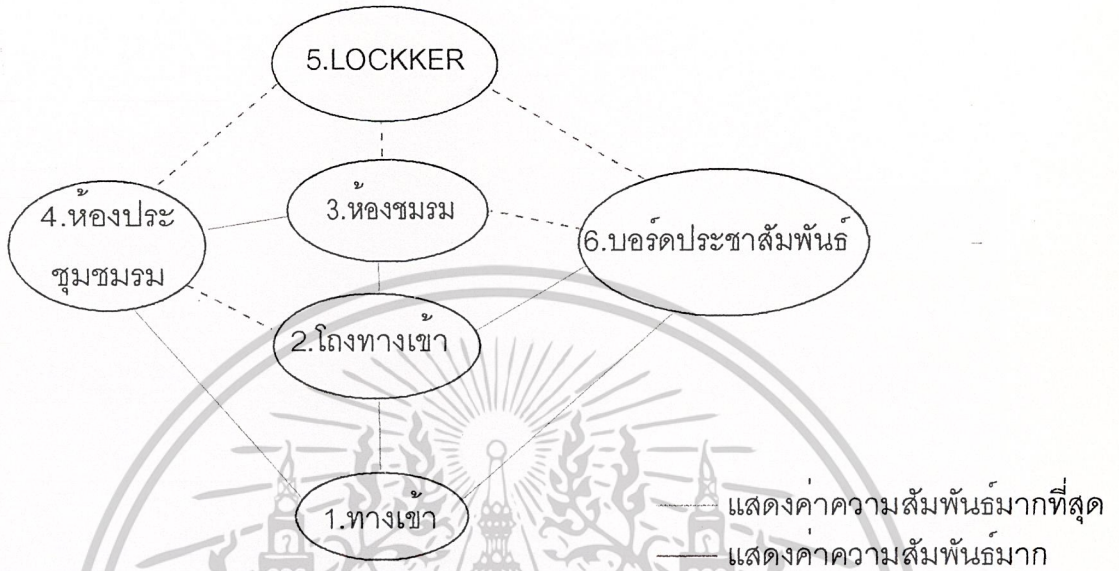 5.LOCKKER
3.ห้องชมรม
4.ห้องประ
ชุมชมรม
6.บอร์ดประชาสัมพันธ์
2.โถงทางเข้า
1.ทางเข้า
แสดงค่าความสัมพันธ์มากที่สุด
แสดงค่าความสัมพันธ์มาก